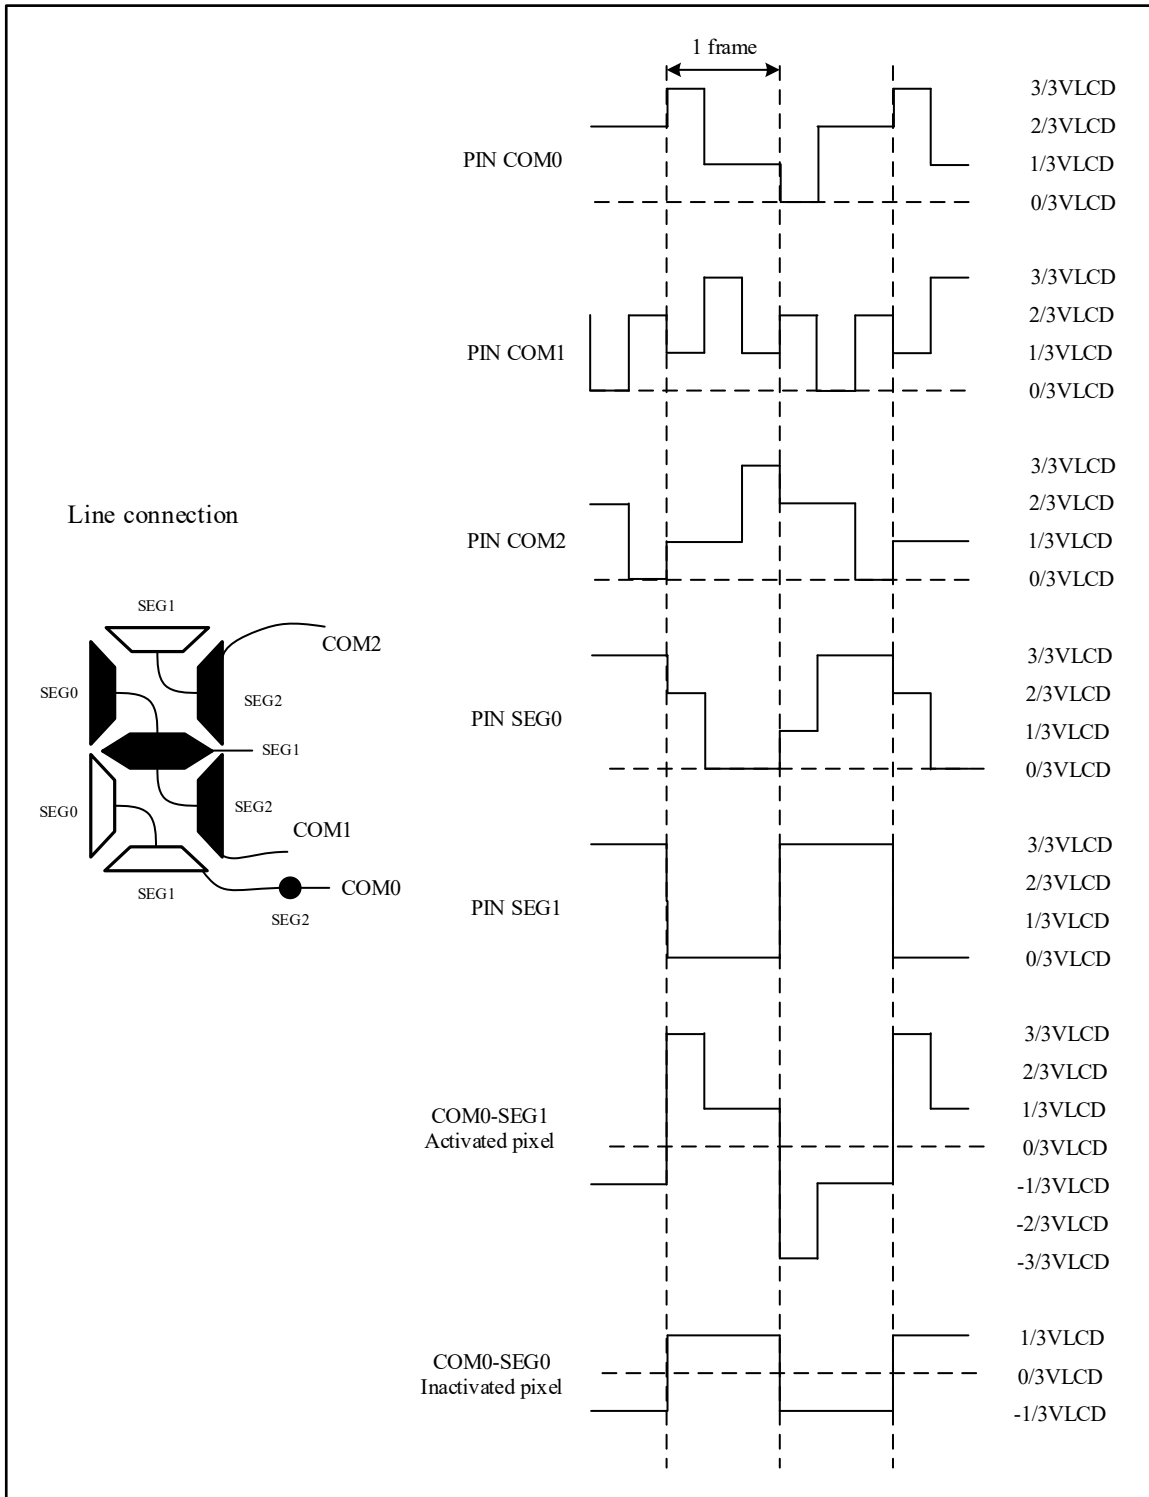 1 frame
PIN COM0
3/3VLCD
2/3VLCD
1/3VLCD
0/3VLCD
PIN COM1
3/3VLCD
2/3VLCD
1/3VLCD
0/3VLCD
PIN COM2
3/3VLCD
2/3VLCD
1/3VLCD
0/3VLCD
Line connection
SEG1
COM2
SEG0
SEG2
SEG1
SEG0
SEG2
COM1
SEG1
COM0
SEG2
PIN SEG0
3/3VLCD
2/3VLCD
1/3VLCD
0/3VLCD
PIN SEG1
3/3VLCD
2/3VLCD
1/3VLCD
0/3VLCD
COM0-SEG1
Activated pixel
3/3VLCD
2/3VLCD
1/3VLCD
0/3VLCD
-1/3VLCD
-2/3VLCD
-3/3VLCD
COM0-SEG0
Inactivated pixel
1/3VLCD
0/3VLCD
-1/3VLCD